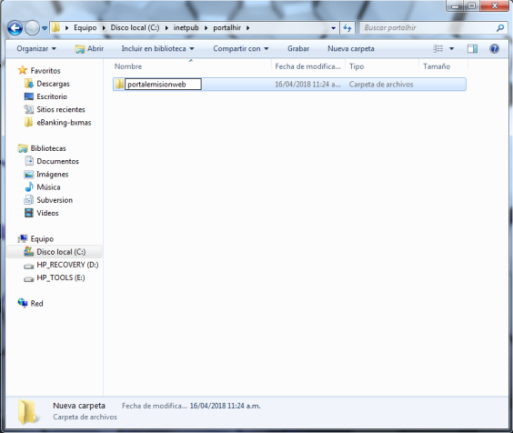 Equipo ▸ Disco local (C:) ▸ inetpub ▸ portalhir ▸
Buscar portalhir
Organizar Abrir Incluir en biblioteca Compartir con Grabar Nueva carpeta
Nombre Fecha de modifica... Tipo Tamaño
portalemisionweb 16/04/2018 11:24 a.m. Carpeta de archivos
Favoritos
Descargas
Escritorio
Sitios recientes
eBanking-bxmas
Bibliotecas
Documentos
Imágenes
Música
Subversion
Vídeos
Equipo
Disco local (C:)
HP_RECOVERY (D:)
HP_TOOLS (E:)
Red
Nueva carpeta Fecha de modifica... 16/04/2018 11:24 a.m.
Carpeta de archivos